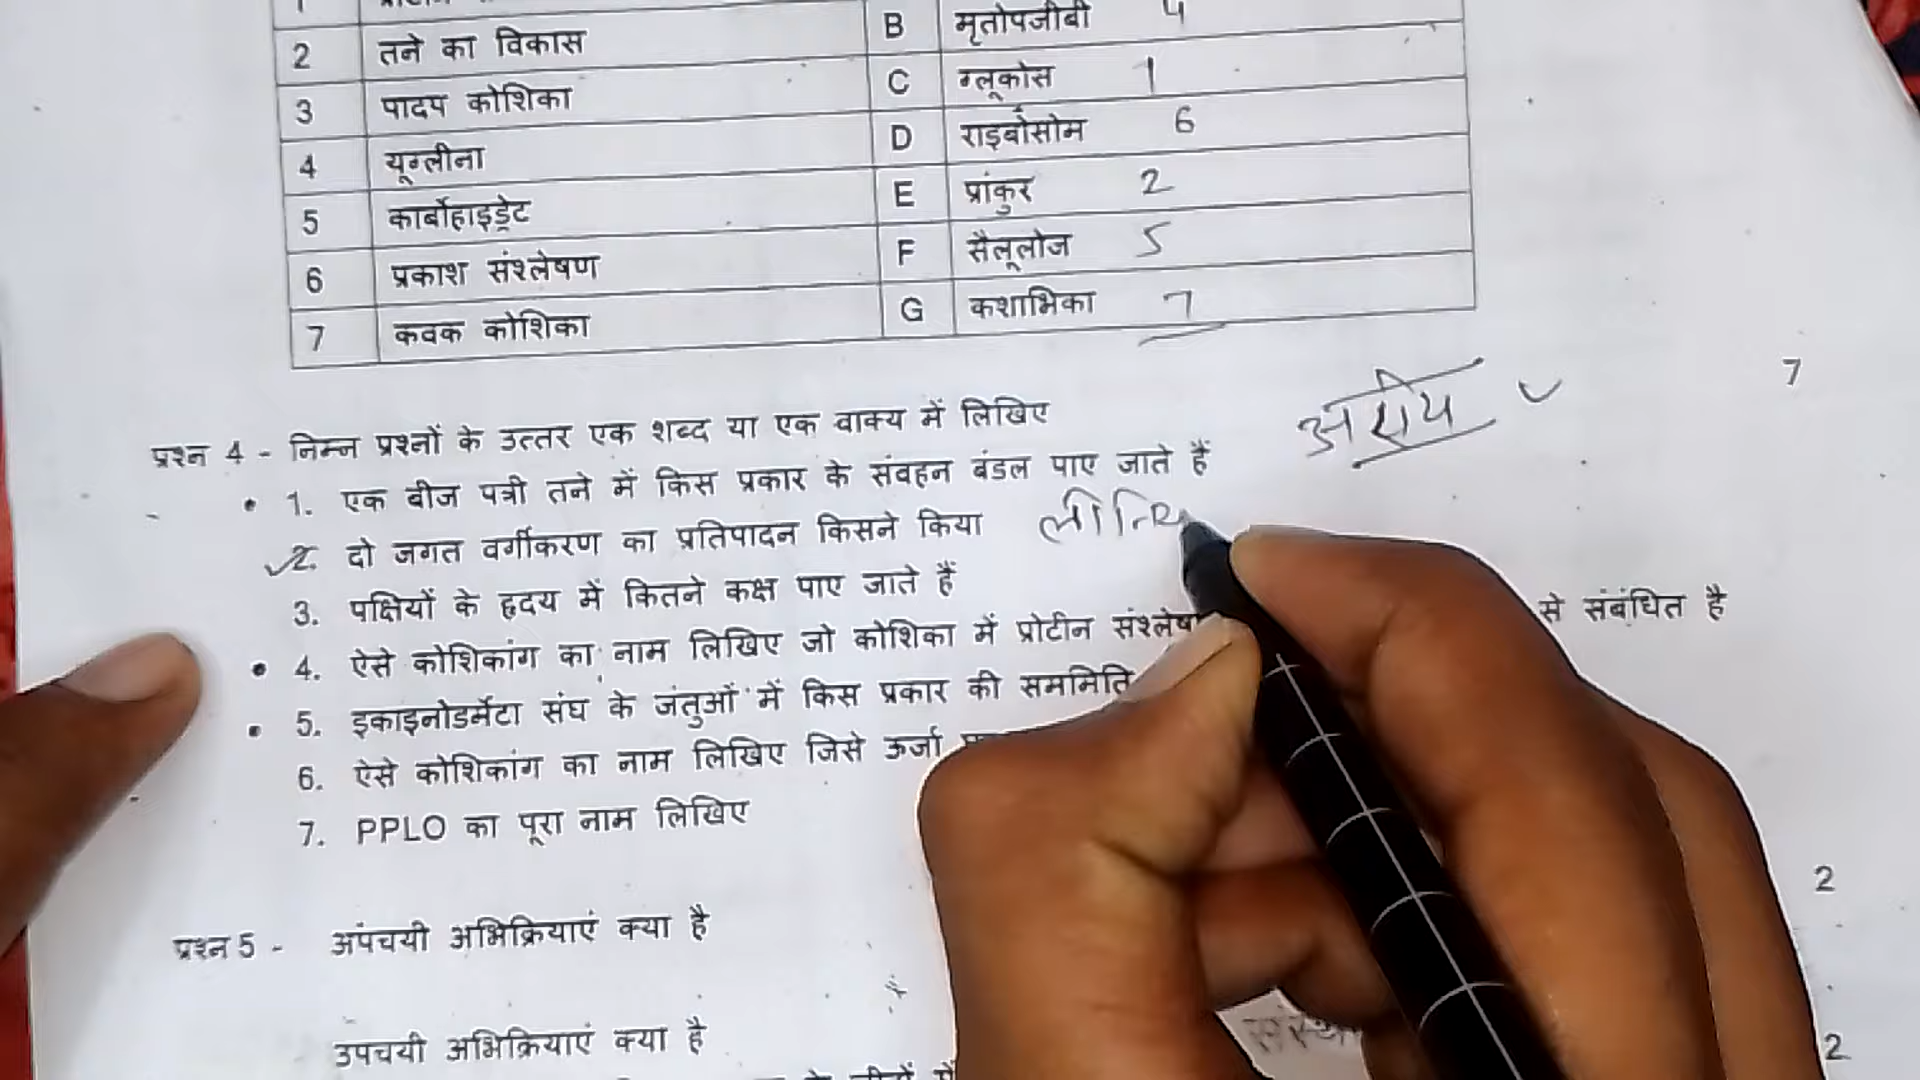 1
2 तने का विकास B मृतोपजीवी 4
3 पादप कोशिका C ग्लूकोस 1
4 यूग्लीना D राइबोसोम 6
5 कार्बोहाइड्रेट E प्रांकुर 2
6 प्रकाश संश्लेषण F सैलूलोज 5
7 कवक कोशिका G कशाभिका 7
7
प्रश्न 4 - निम्न प्रश्नों के उत्तर एक शब्द या एक वाक्य में लिखिए
1. एक बीज पत्री तने में किस प्रकार के संवहन बंडल पाए जाते हैं
2. दो जगत वर्गीकरण का प्रतिपादन किसने किया
3. पक्षियों के हृदय में कितने कक्ष पाए जाते हैं
4. ऐसे कोशिकांग का नाम लिखिए जो कोशिका में प्रोटीन से संबंधित है
5. इकाइनोडर्मेटा संघ के जंतुओं में किस प्रकार की सममिति
6. ऐसे कोशिकांग का नाम लिखिए जिसे ऊर्जा
7. PPLO का पूरा नाम लिखिए
2
प्रश्न 5 - अपंचयी अभिक्रियाएं क्या है
उपचयी अभिक्रियाएं क्या है
2